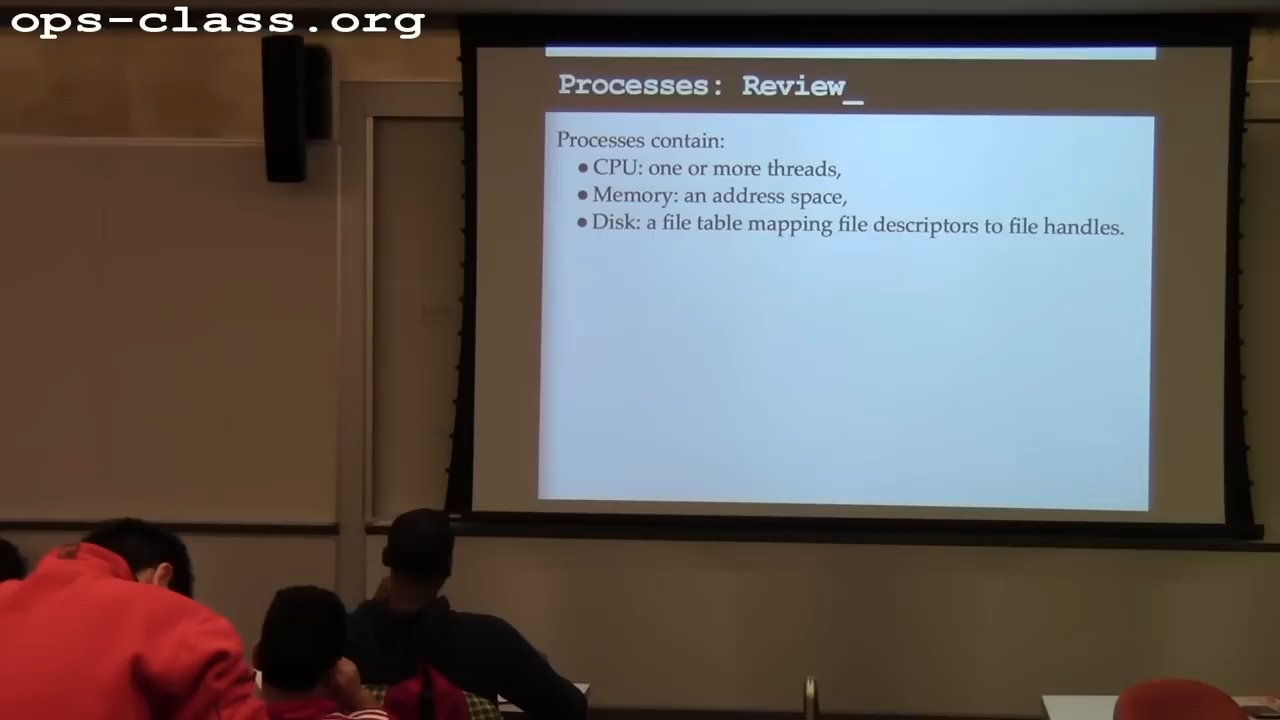 ops-class.org
Processes: Review_
Processes contain:
● CPU: one or more threads,
● Memory: an address space,
● Disk: a file table mapping file descriptors to file handles.